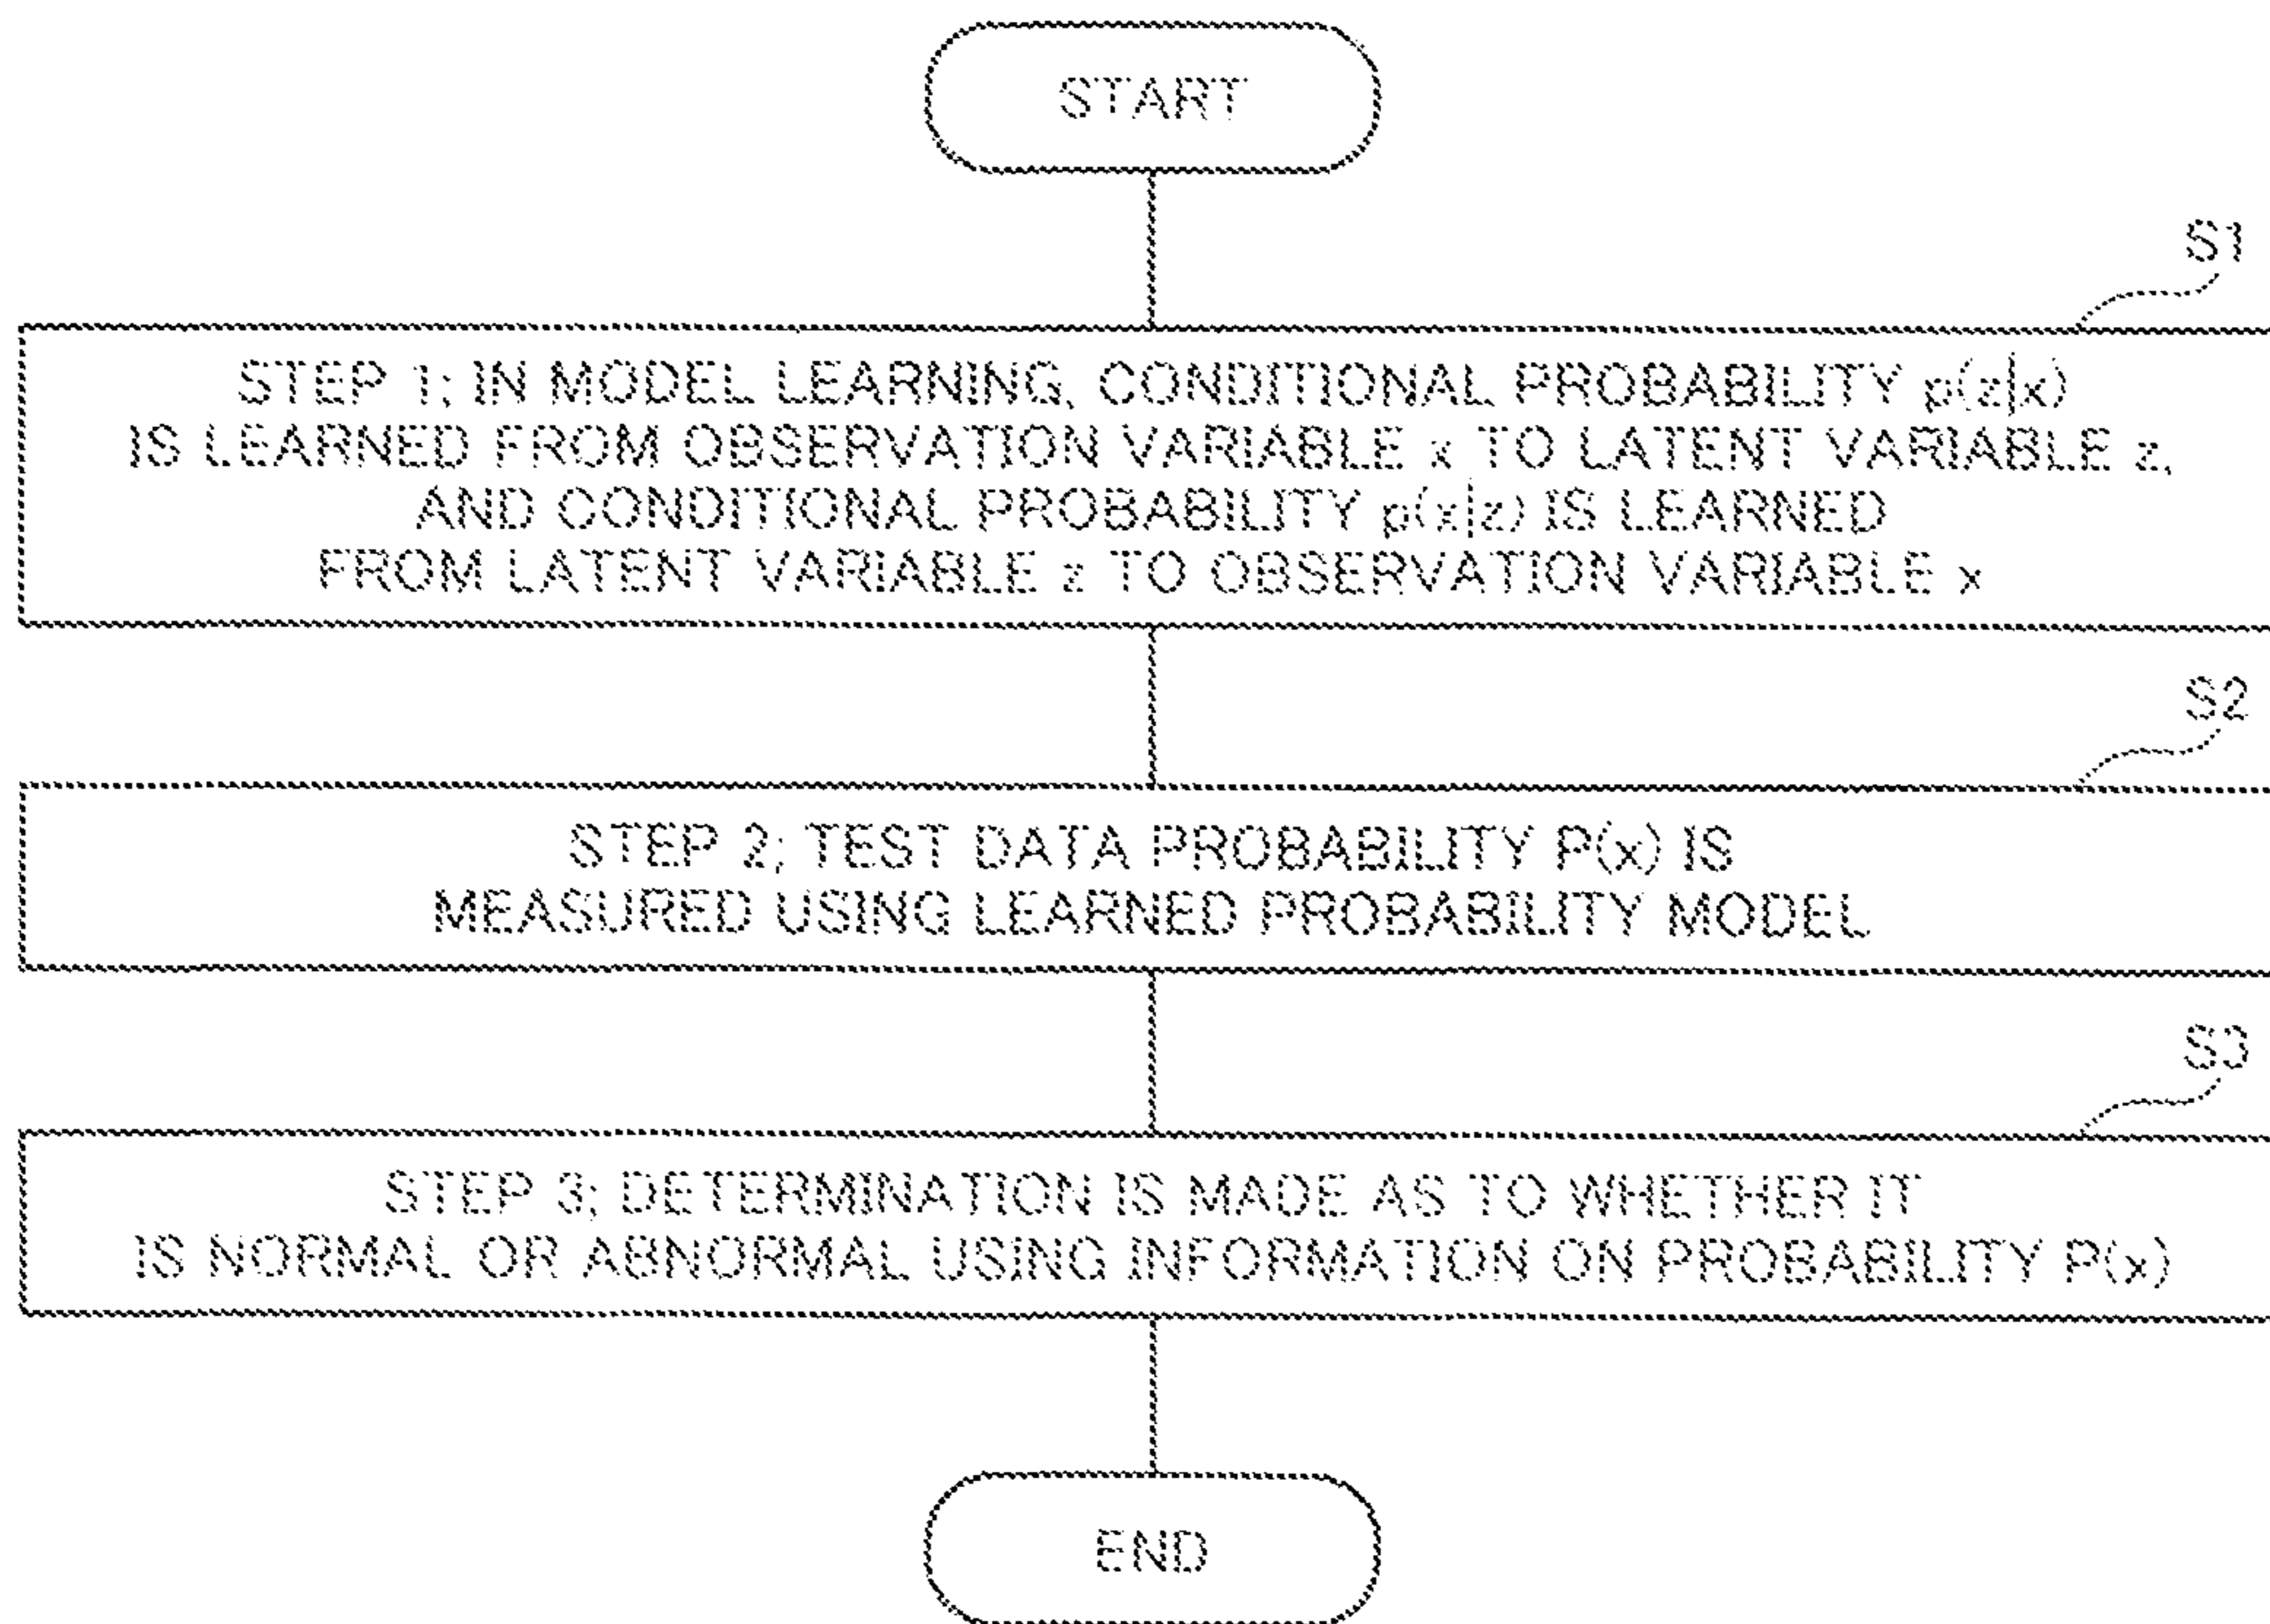 START
S1
STEP 1; IN MODEL LEARNING, CONDITIONAL PROBABILITY p(z|x)
IS LEARNED FROM OBSERVATION VARIABLE x TO LATENT VARIABLE z,
AND CONDITIONAL PROBABILITY p(x|z) IS LEARNED
FROM LATENT VARIABLE z TO OBSERVATION VARIABLE x
S2
STEP 2; TEST DATA PROBABILITY P(x) IS
MEASURED USING LEARNED PROBABILITY MODEL
S3
STEP 3; DETERMINATION IS MADE AS TO WHETHER IT
IS NORMAL OR ABNORMAL USING INFORMATION ON PROBABILITY P(x)
END